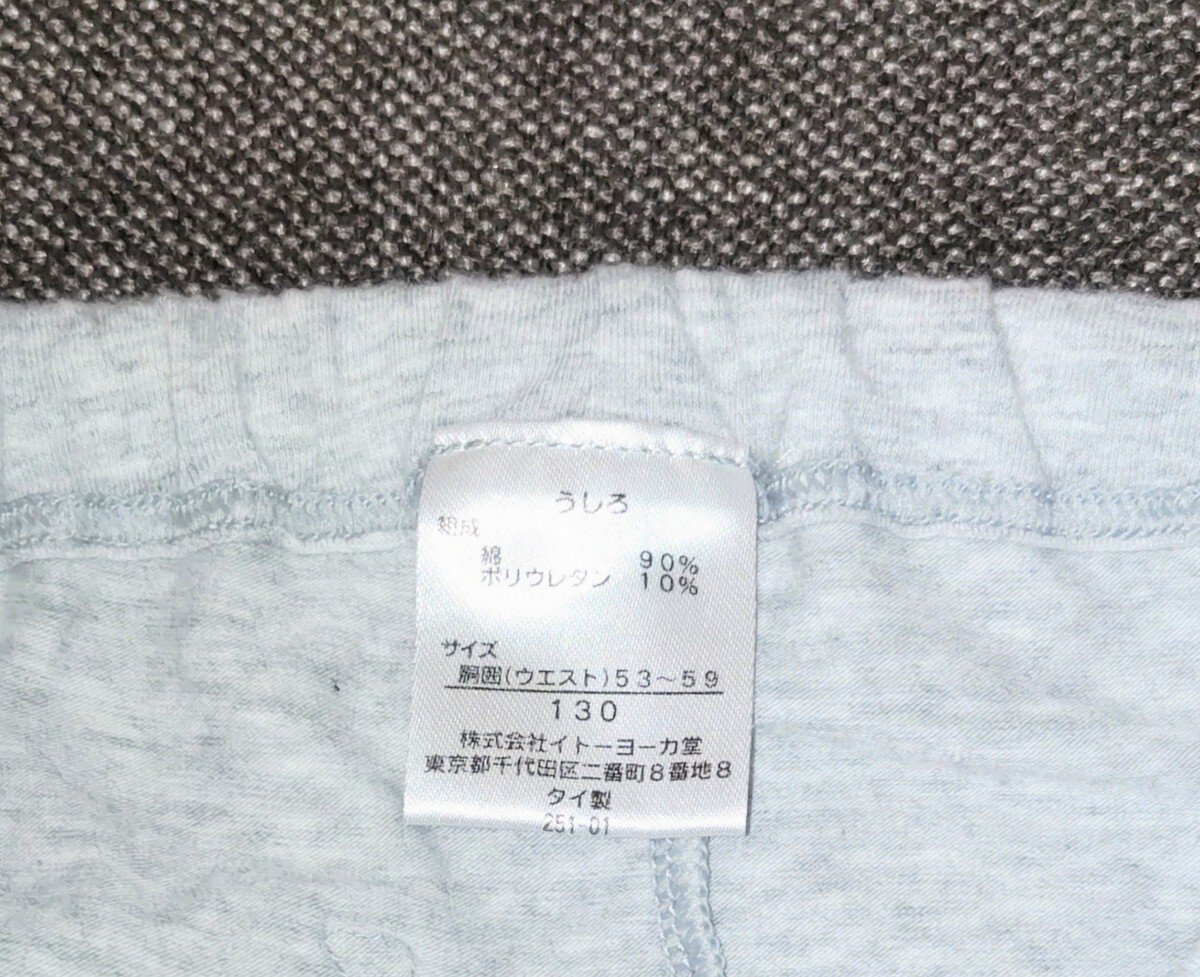 うしろ
組成
綿 90%
ポリウレタン 10%
サイズ
胴囲(ウエスト)53〜59
130
株式会社イトーヨーカ堂
東京都千代田区二番町8番地8
タイ製
251-01